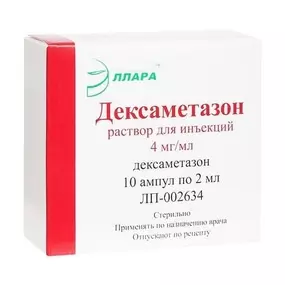 ЭЛЛАРА
Дексаметазон
раствор для инъекций
4 мг/мл
дексаметазон
10 ампул по 2 мл
ЛП-002634
Стерильно
Применять по назначению врача
Отпускают по рецепту